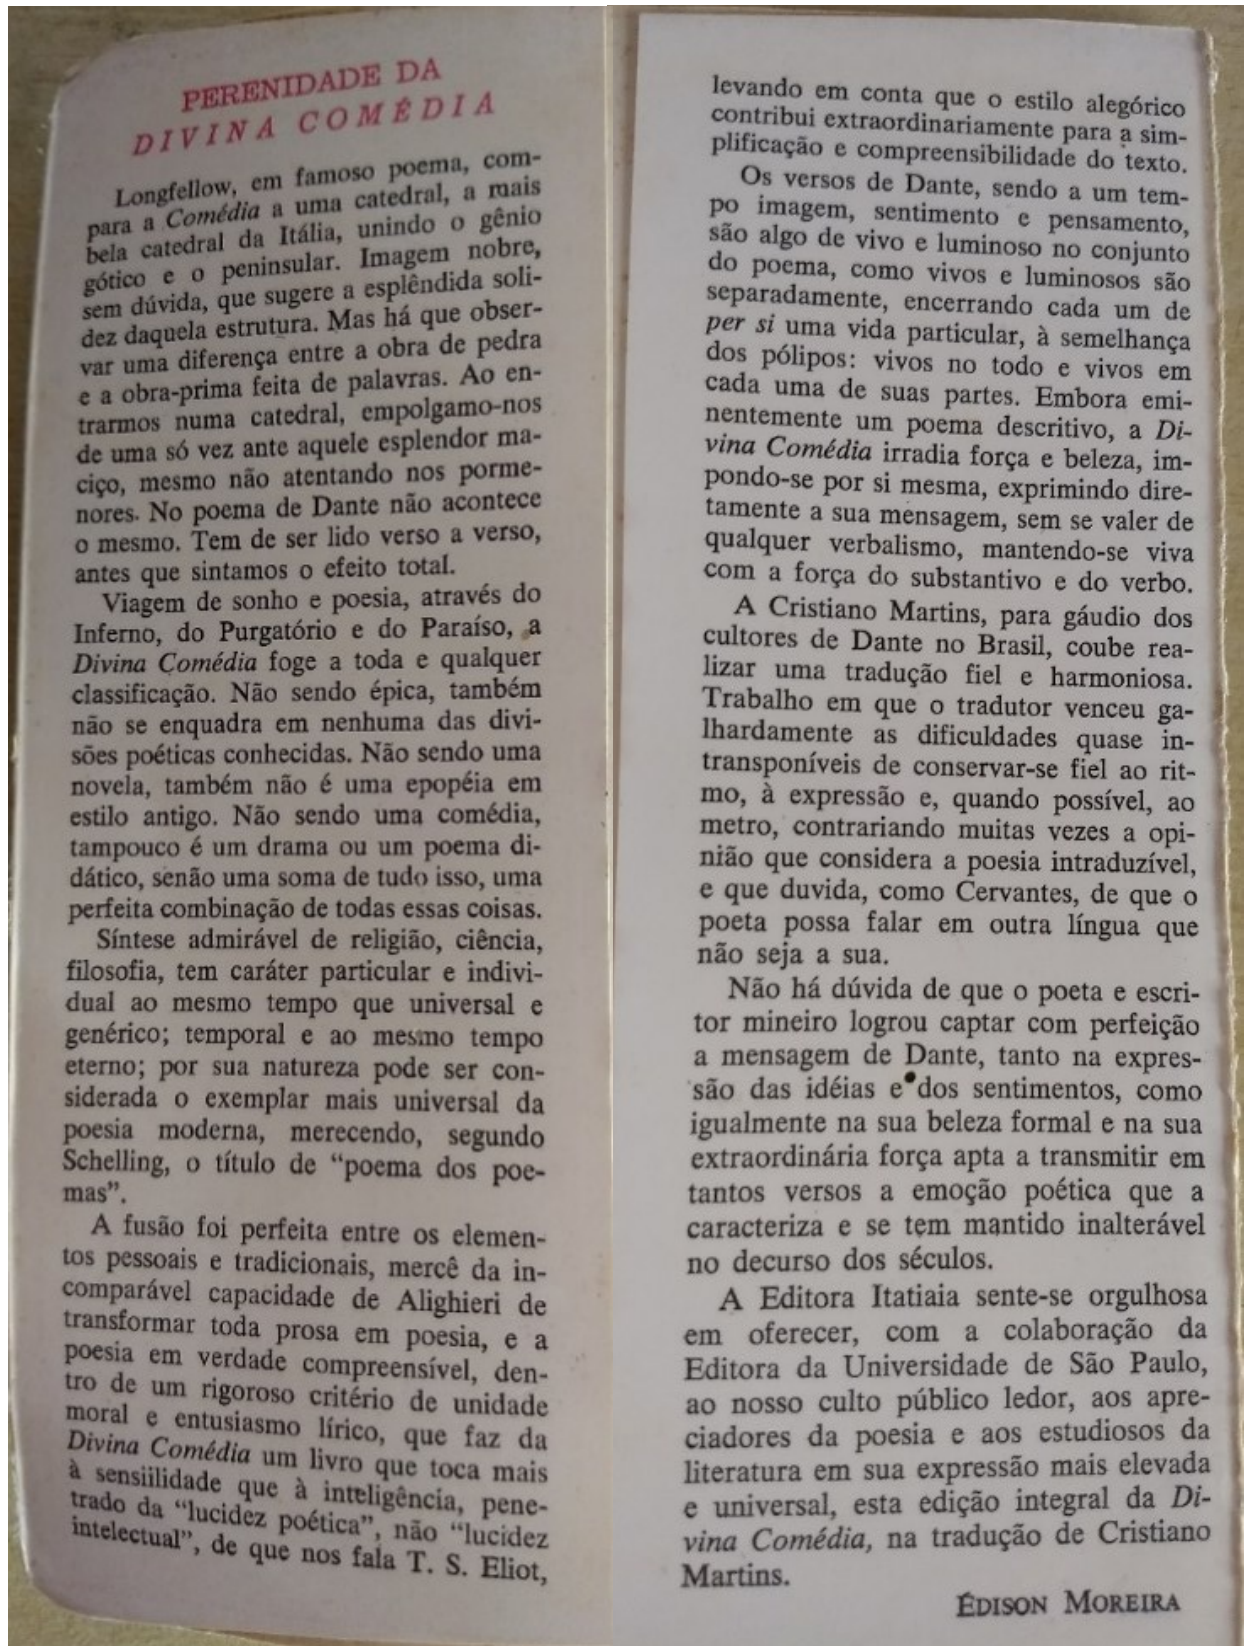 PERENIDADE DA
DIVINA COMÉDIA
Longfellow, em famoso poema, com-
para a Comédia a uma catedral, a mais
bela catedral da Itália, unindo o gênio
gótico e o peninsular. Imagem nobre,
sem dúvida, que sugere a esplêndida soli-
dez daquela estrutura. Mas há que obser-
var uma diferença entre a obra de pedra
e a obra-prima feita de palavras. Ao en-
trarmos numa catedral, empolgamo-nos
de uma só vez ante aquele esplendor ma-
ciço, mesmo não atentando nos porme-
nores. No poema de Dante não acontece
o mesmo. Tem de ser lido verso a verso,
antes que sintamos o efeito total.
Viagem de sonho e poesia, através do
Inferno, do Purgatório e do Paraíso, a
Divina Comédia foge a toda e qualquer
classificação. Não sendo épica, também
não se enquadra em nenhuma das divi-
sões poéticas conhecidas. Não sendo uma
novela, também não é uma epopéia em
estilo antigo. Não sendo uma comédia,
tampouco é um drama ou um poema di-
dático, senão uma soma de tudo isso, uma
perfeita combinação de todas essas coisas.
Síntese admirável de religião, ciência,
filosofia, tem caráter particular e indivi-
dual ao mesmo tempo que universal e
genérico; temporal e ao mesmo tempo
eterno; por sua natureza pode ser con-
siderada o exemplar mais universal da
poesia moderna, merecendo, segundo
Schelling, o título de “poema dos poe-
mas”.
A fusão foi perfeita entre os elemen-
tos pessoais e tradicionais, mercê da in-
comparável capacidade de Alighieri de
transformar toda prosa em poesia, e a
poesia em verdade compreensível, den-
tro de um rigoroso critério de unidade
moral e entusiasmo lírico, que faz da
Divina Comédia um livro que toca mais
à sensiilidade que à inteligência, pene-
trado da “lucidez poética”, não “lucidez
intelectual”, de que nos fala T. S. Eliot,
levando em conta que o estilo alegórico
contribui extraordinariamente para a sim-
plificação e compreensibilidade do texto.
Os versos de Dante, sendo a um tem-
po imagem, sentimento e pensamento,
são algo de vivo e luminoso no conjunto
do poema, como vivos e luminosos são
separadamente, encerrando cada um de
per si uma vida particular, à semelhança
dos pólipos: vivos no todo e vivos em
cada uma de suas partes. Embora emi-
nentemente um poema descritivo, a Di-
vina Comédia irradia força e beleza, im-
pondo-se por si mesma, exprimindo dire-
tamente a sua mensagem, sem se valer de
qualquer verbalismo, mantendo-se viva
com a força do substantivo e do verbo.
A Cristiano Martins, para gáudio dos
cultores de Dante no Brasil, coube rea-
lizar uma tradução fiel e harmoniosa.
Trabalho em que o tradutor venceu ga-
lhardamente as dificuldades quase in-
transponíveis de conservar-se fiel ao rit-
mo, à expressão e, quando possível, ao
metro, contrariando muitas vezes a opi-
nião que considera a poesia intraduzível,
e que duvida, como Cervantes, de que o
poeta possa falar em outra língua que
não seja a sua.
Não há dúvida de que o poeta e escri-
tor mineiro logrou captar com perfeição
a mensagem de Dante, tanto na expres-
são das idéias e dos sentimentos, como
igualmente na sua beleza formal e na sua
extraordinária força apta a transmitir em
tantos versos a emoção poética que a
caracteriza e se tem mantido inalterável
no decurso dos séculos.
A Editora Itatiaia sente-se orgulhosa
em oferecer, com a colaboração da
Editora da Universidade de São Paulo,
ao nosso culto público ledor, aos apre-
ciadores da poesia e aos estudiosos da
literatura em sua expressão mais elevada
e universal, esta edição integral da Di-
vina Comédia, na tradução de Cristiano
Martins.
ÉDISON MOREIRA